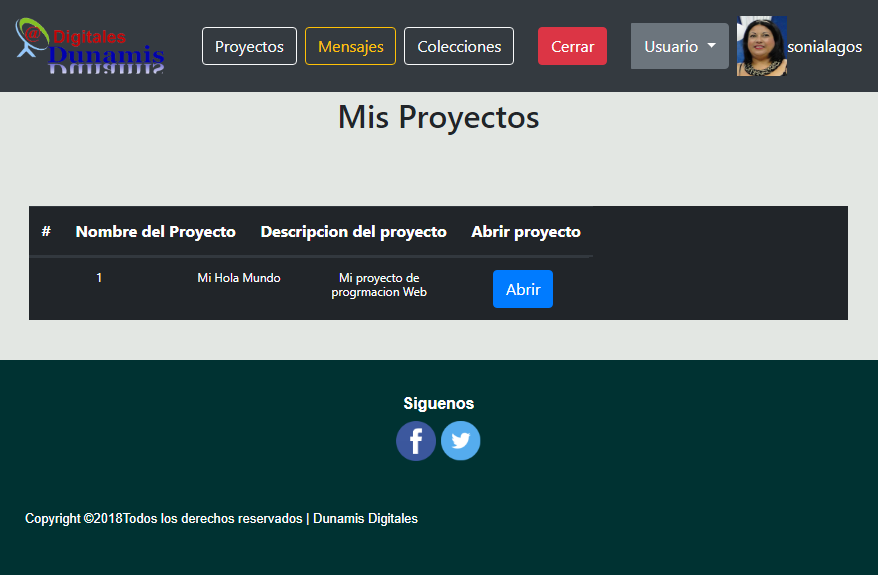 @ Digitales
Dunamis
Proyectos Mensajes Colecciones Cerrar Usuario sonialagos
Mis Proyectos
# Nombre del Proyecto Descripcion del proyecto Abrir proyecto
1 Mi Hola Mundo Mi proyecto de
progrmacion Web Abrir
Siguenos
f
Copyright ©2018Todos los derechos reservados | Dunamis Digitales